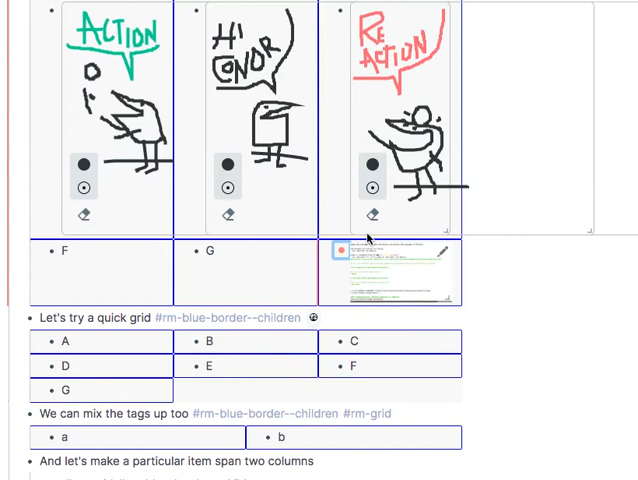 ACTION
HI
CONOR
RE
ACTION
F
G
Let's try a quick grid #rm-blue-border--children
A
B
C
D
E
F
G
We can mix the tags up too #rm-blue-border--children #rm-grid
a
b
And let's make a particular item span two columns